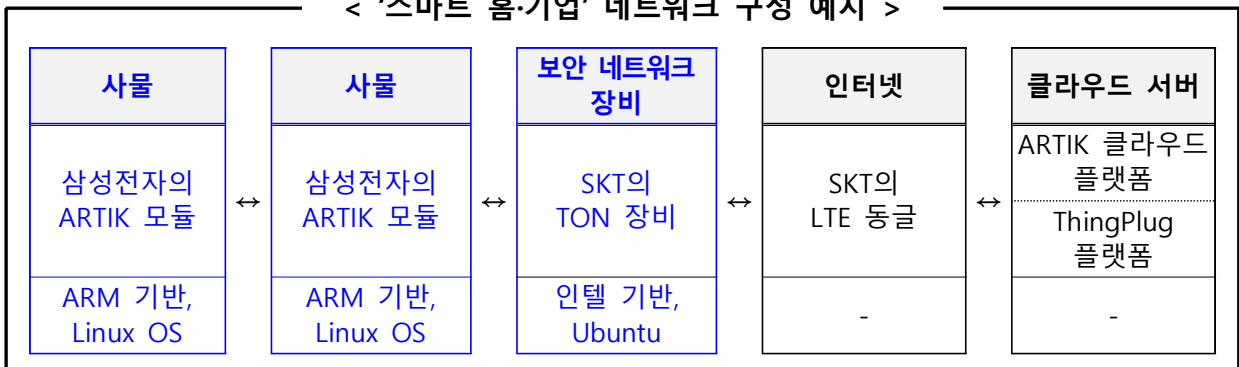 < '스마트 홈·기업' 네트워크 구성 예시 >
사물
사물
보안 네트워크
장비
인터넷
클라우드 서버
삼성전자의
ARTIK 모듈
↔
삼성전자의
ARTIK 모듈
↔
SKT의
TON 장비
↔
SKT의
LTE 동글
↔
ARTIK 클라우드
플랫폼
ThingPlug
플랫폼
ARM 기반,
Linux OS
ARM 기반,
Linux OS
인텔 기반,
Ubuntu
-
-